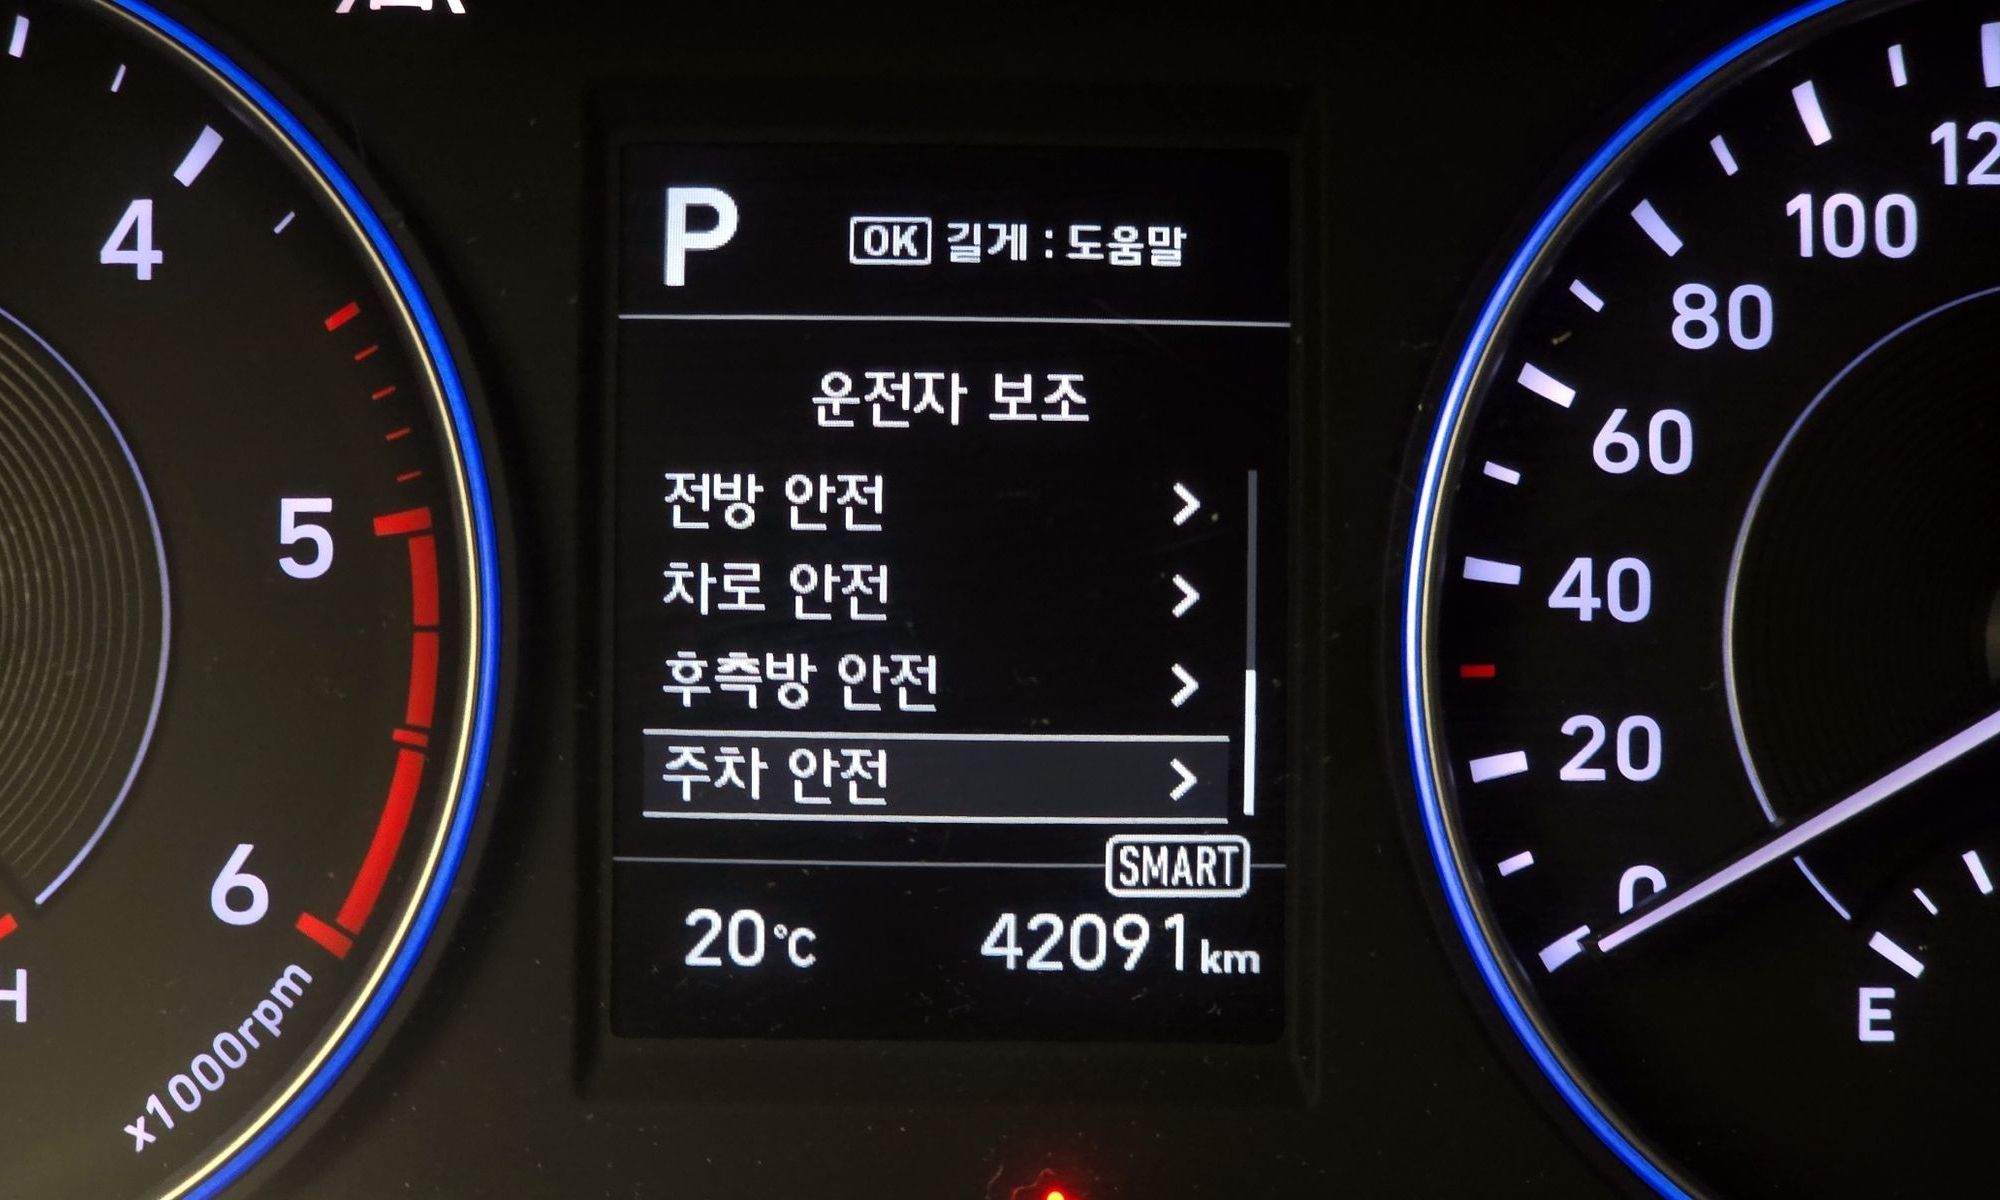 P
OK 길게 : 도움말
운전자 보조
전방 안전
차로 안전
후측방 안전
주차 안전
SMART
20°C 42091 km
4
5
6
x1000rpm
H
12
100
80
60
40
20
0
E